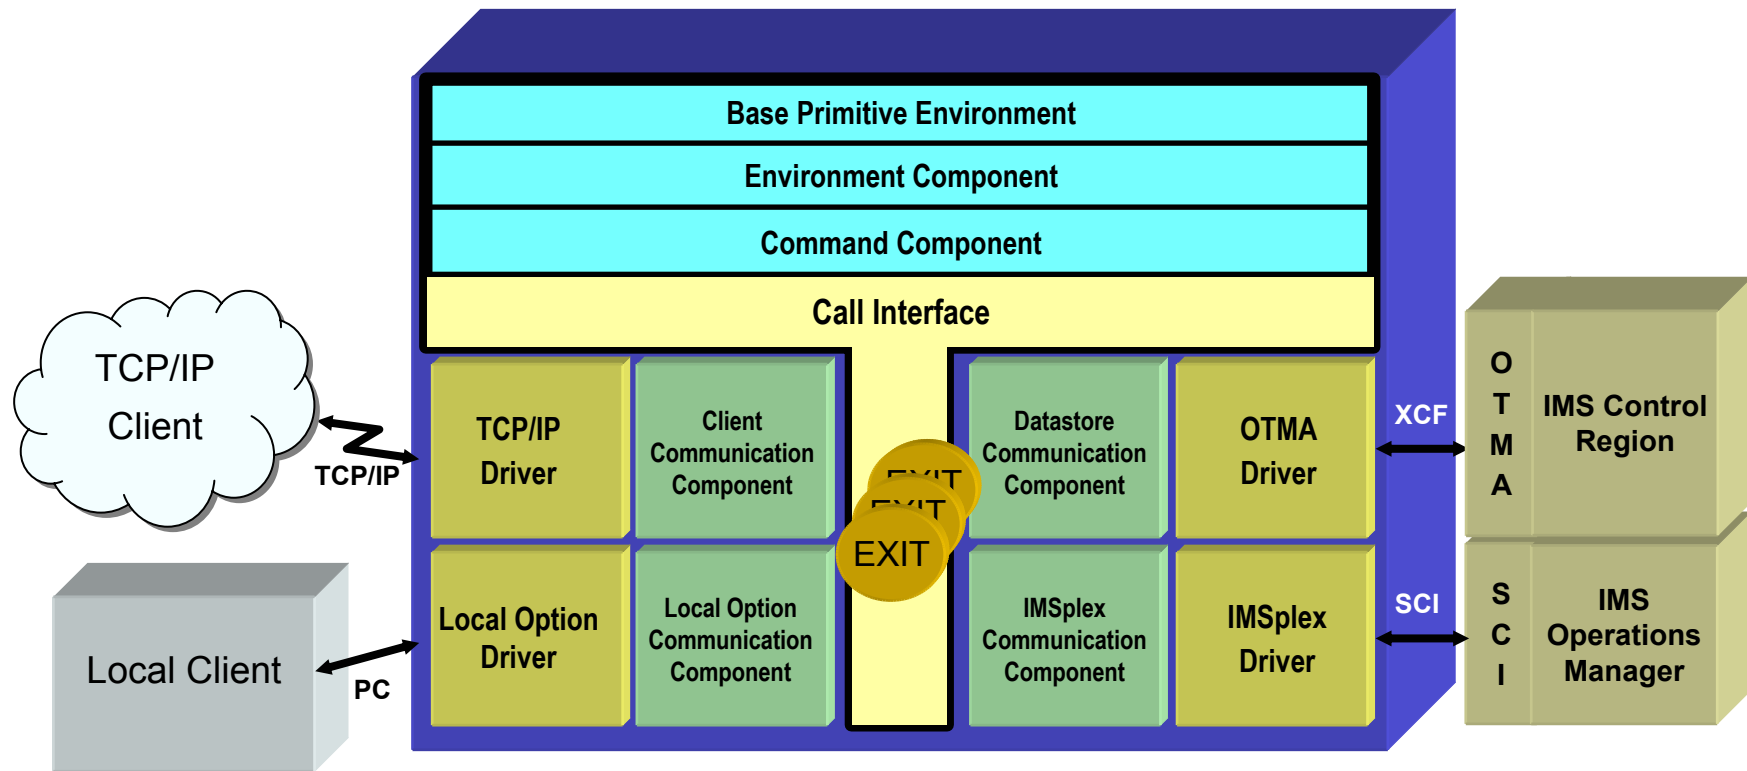 Base Primitive Environment
Environment Component
Command Component
Call Interface
TCP/IP
Client
TCP/IP
TCP/IP
Driver
Client
Communication
Component
Datastore
Communication
Component
OTMA
Driver
XCF
O
T
M
A
IMS Control
Region
EXIT
EXIT
EXIT
Local Client
PC
Local Option
Driver
Local Option
Communication
Component
IMSplex
Communication
Component
IMSplex
Driver
SCI
S
C
I
IMS
Operations
Manager